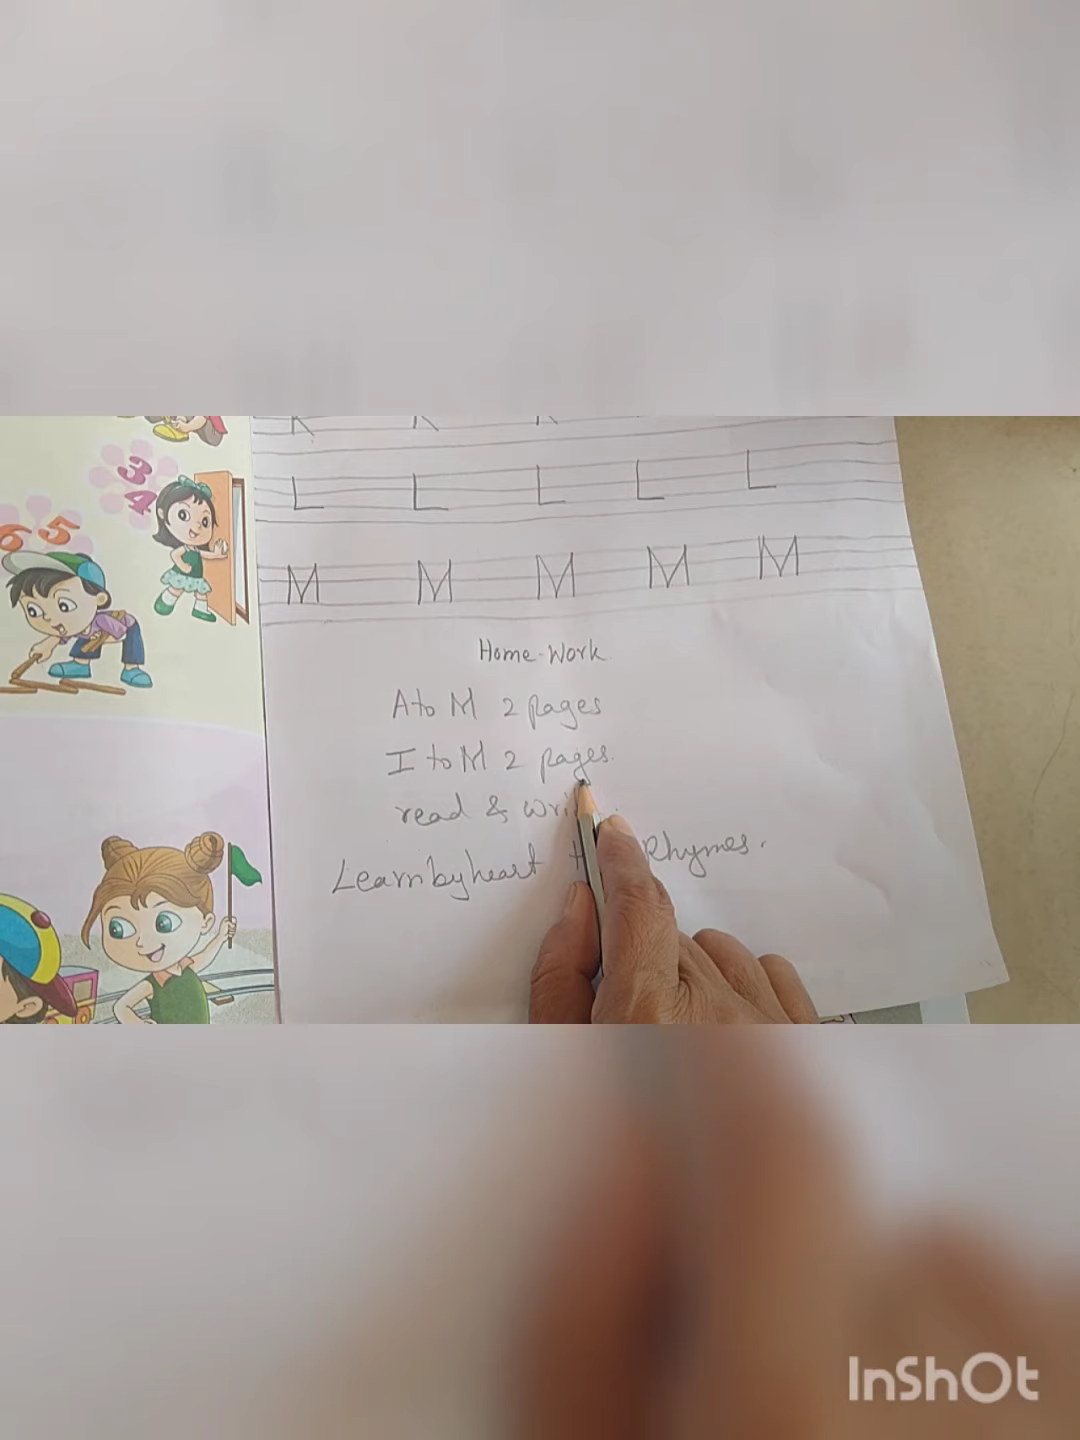 3
4
6 5
K K K
L L L L L
M M M M M
Home-Work.
A to M 2 pages
I to M 2 pages.
read &
Learn by heart Rhymes.
InShOt